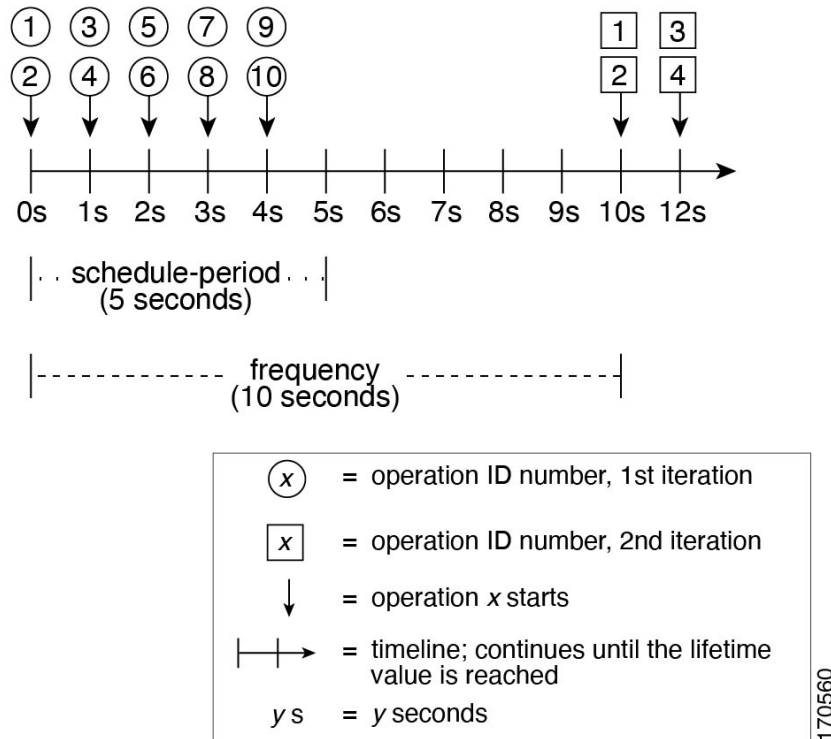 1 3 5 7 9 1 3
2 4 6 8 10 2 4
0s 1s 2s 3s 4s 5s 6s 7s 8s 9s 10s 12s
schedule-period
(5 seconds)
frequency
(10 seconds)
x = operation ID number, 1st iteration
x = operation ID number, 2nd iteration
= operation x starts
= timeline; continues until the lifetime
value is reached
y s = y seconds
170560